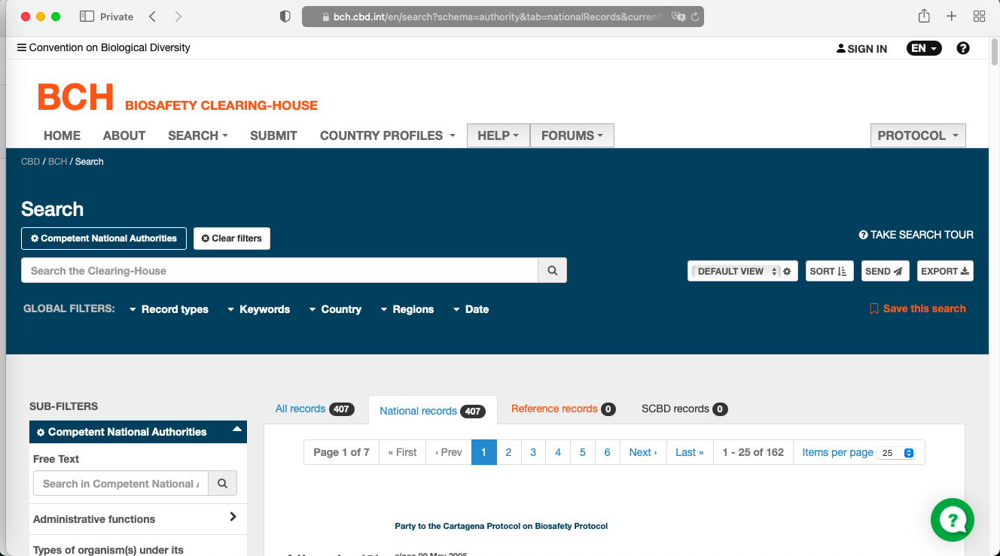 Private
bch.cbd.int/en/search?schema=authority&tab=nationalRecords&current
Convention on Biological Diversity
SIGN IN
EN
BCH BIOSAFETY CLEARING-HOUSE
HOME ABOUT SEARCH SUBMIT COUNTRY PROFILES HELP FORUMS PROTOCOL
CBD / BCH / Search
Search
Competent National Authorities Clear filters
TAKE SEARCH TOUR
Search the Clearing-House
DEFAULT VIEW SORT SEND EXPORT
GLOBAL FILTERS: Record types Keywords Country Regions Date
Save this search
SUB-FILTERS
All records 407 National records 407 Reference records 0 SCBD records 0
Competent National Authorities
Free Text
Search in Competent National
Administrative functions
Types of organism(s) under its
Page 1 of 7 « First ‹ Prev 1 2 3 4 5 6 Next › Last » 1 - 25 of 162 Items per page 25
Party to the Cartagena Protocol on Biosafety Protocol
since 09 May 2005